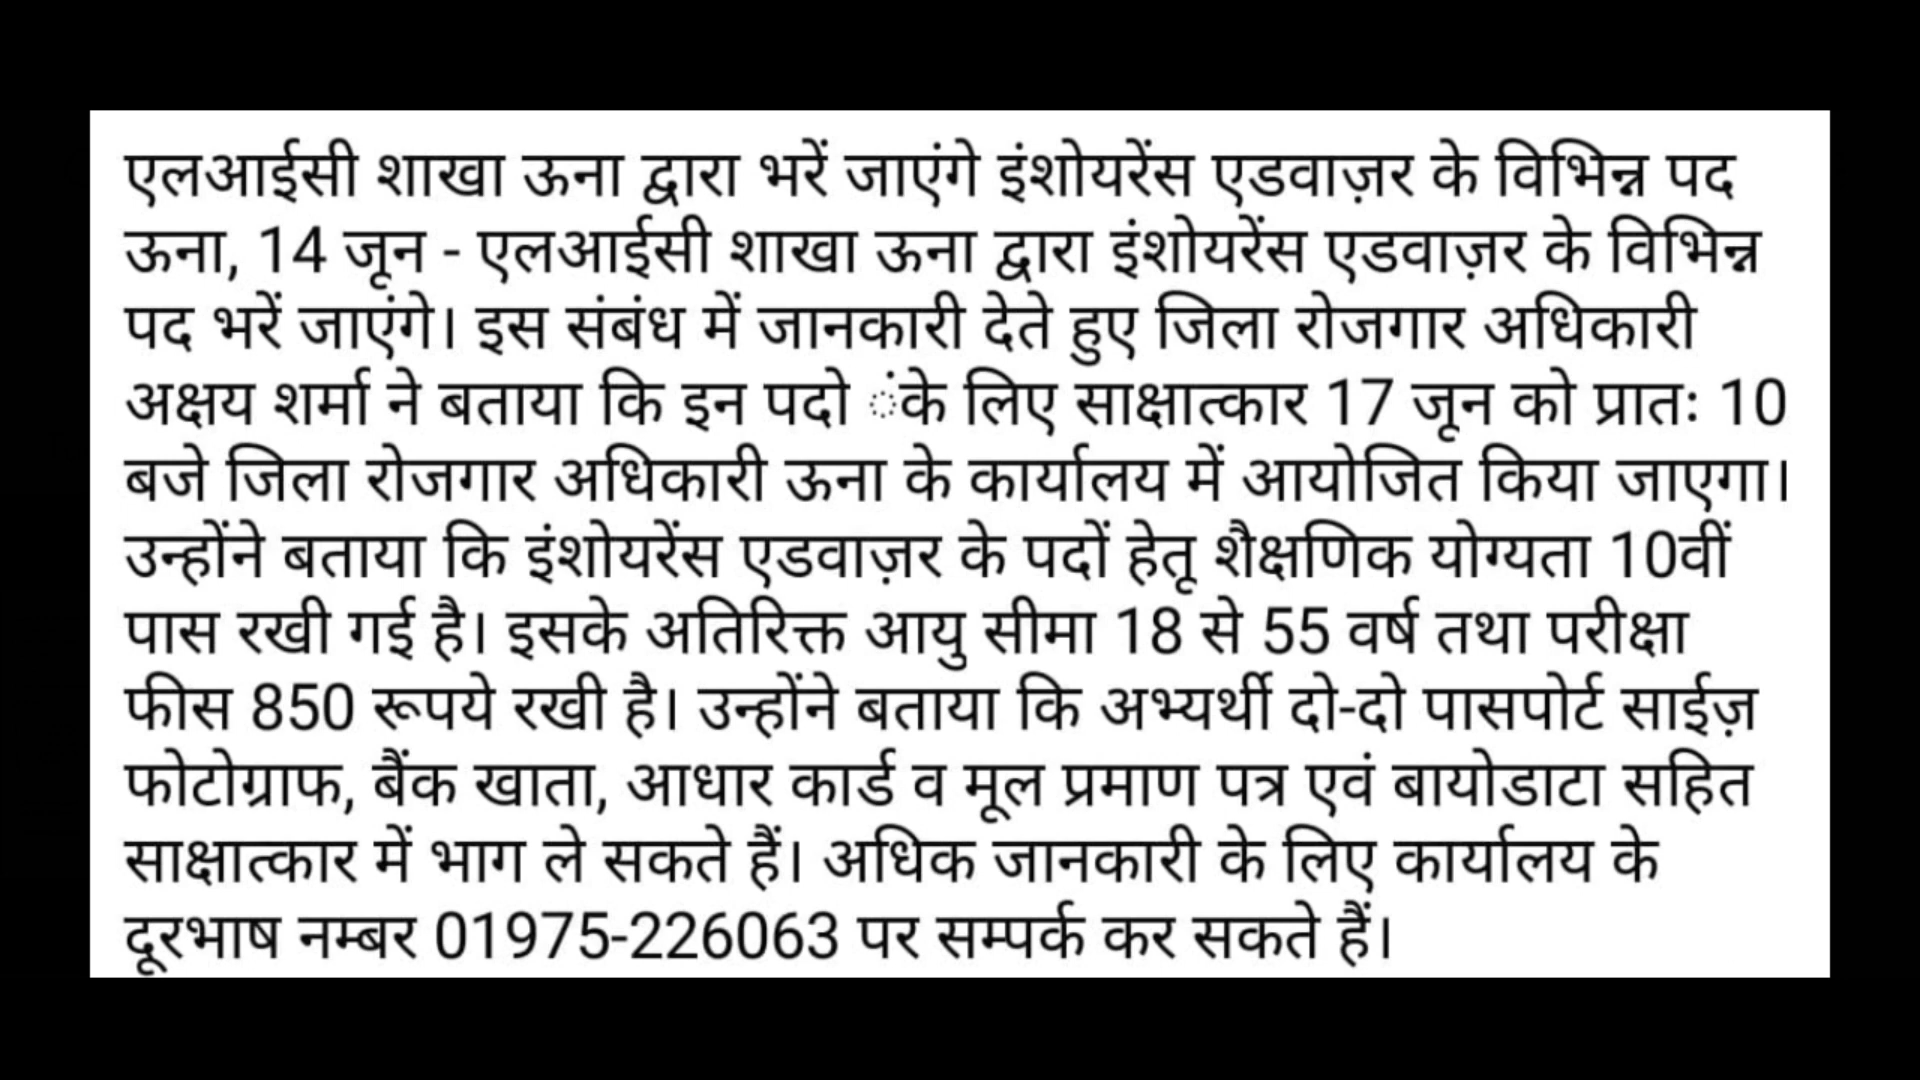 एलआईसी शाखा ऊना द्वारा भरें जाएंगे इंशोयरेंस एडवाज़र के विभिन्न पद
ऊना, 14 जून - एलआईसी शाखा ऊना द्वारा इंशोयरेंस एडवाज़र के विभिन्न
पद भरें जाएंगे। इस संबंध में जानकारी देते हुए जिला रोजगार अधिकारी
अक्षय शर्मा ने बताया कि इन पदो ंके लिए साक्षात्कार 17 जून को प्रातः 10
बजे जिला रोजगार अधिकारी ऊना के कार्यालय में आयोजित किया जाएगा।
उन्होंने बताया कि इंशोयरेंस एडवाज़र के पदों हेतू शैक्षणिक योग्यता 10वीं
पास रखी गई है। इसके अतिरिक्त आयु सीमा 18 से 55 वर्ष तथा परीक्षा
फीस 850 रूपये रखी है। उन्होंने बताया कि अभ्यर्थी दो-दो पासपोर्ट साईज़
फोटोग्राफ, बैंक खाता, आधार कार्ड व मूल प्रमाण पत्र एवं बायोडाटा सहित
साक्षात्कार में भाग ले सकते हैं। अधिक जानकारी के लिए कार्यालय के
दूरभाष नम्बर 01975-226063 पर सम्पर्क कर सकते हैं।